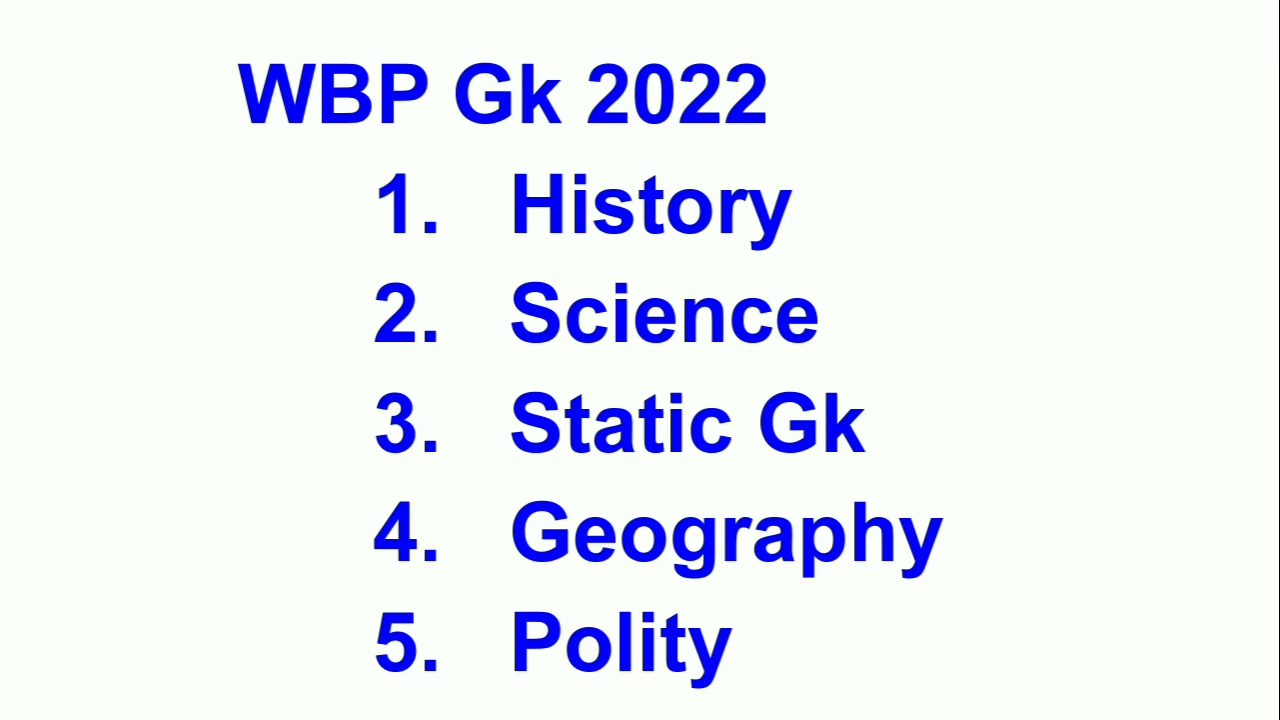 WBP Gk 2022
1. History
2. Science
3. Static Gk
4. Geography
5. Polity